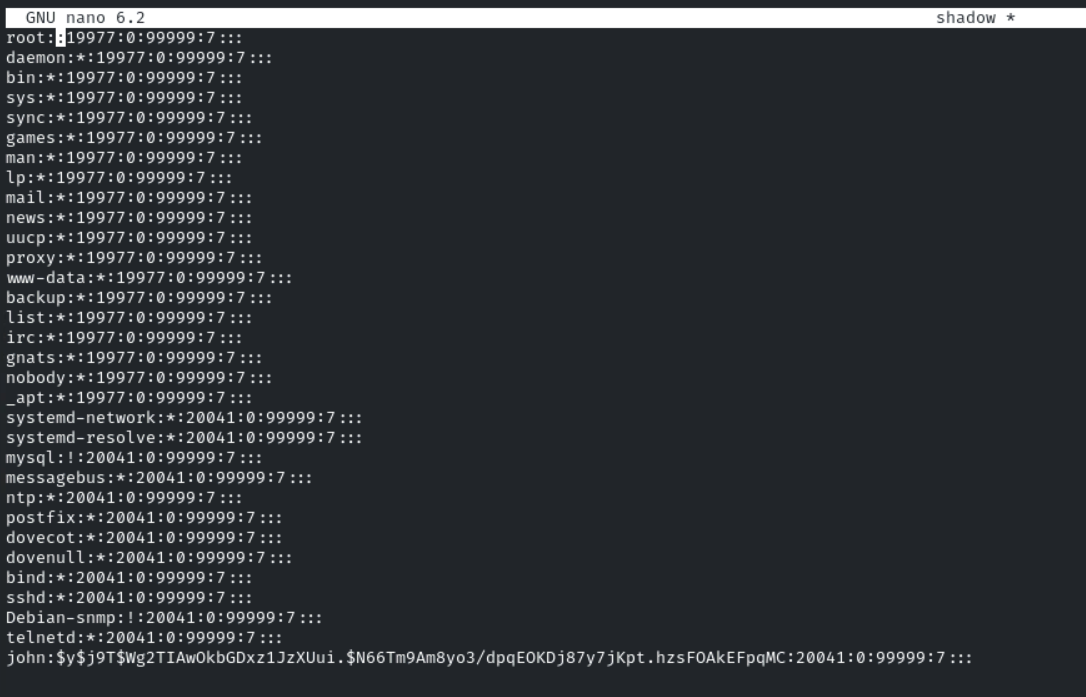 GNU nano 6.2 shadow *
root::19977:0:99999:7:::
daemon:*:19977:0:99999:7:::
bin:*:19977:0:99999:7:::
sys:*:19977:0:99999:7:::
sync:*:19977:0:99999:7:::
games:*:19977:0:99999:7:::
man:*:19977:0:99999:7:::
lp:*:19977:0:99999:7:::
mail:*:19977:0:99999:7:::
news:*:19977:0:99999:7:::
uucp:*:19977:0:99999:7:::
proxy:*:19977:0:99999:7:::
www-data:*:19977:0:99999:7:::
backup:*:19977:0:99999:7:::
list:*:19977:0:99999:7:::
irc:*:19977:0:99999:7:::
gnats:*:19977:0:99999:7:::
nobody:*:19977:0:99999:7:::
_apt:*:19977:0:99999:7:::
systemd-network:*:20041:0:99999:7:::
systemd-resolve:*:20041:0:99999:7:::
mysql:!:20041:0:99999:7:::
messagebus:*:20041:0:99999:7:::
ntp:*:20041:0:99999:7:::
postfix:*:20041:0:99999:7:::
dovecot:*:20041:0:99999:7:::
dovenull:*:20041:0:99999:7:::
bind:*:20041:0:99999:7:::
sshd:*:20041:0:99999:7:::
Debian-snmp:!:20041:0:99999:7:::
telnetd:*:20041:0:99999:7:::
john:$y$j9T$Wg2TIAwOkbGDxz1JzXUui.$N66Tm9Am8yo3/dpqEOKDj87y7jKpt.hzsFOAkEFpqMC:20041:0:99999:7:::